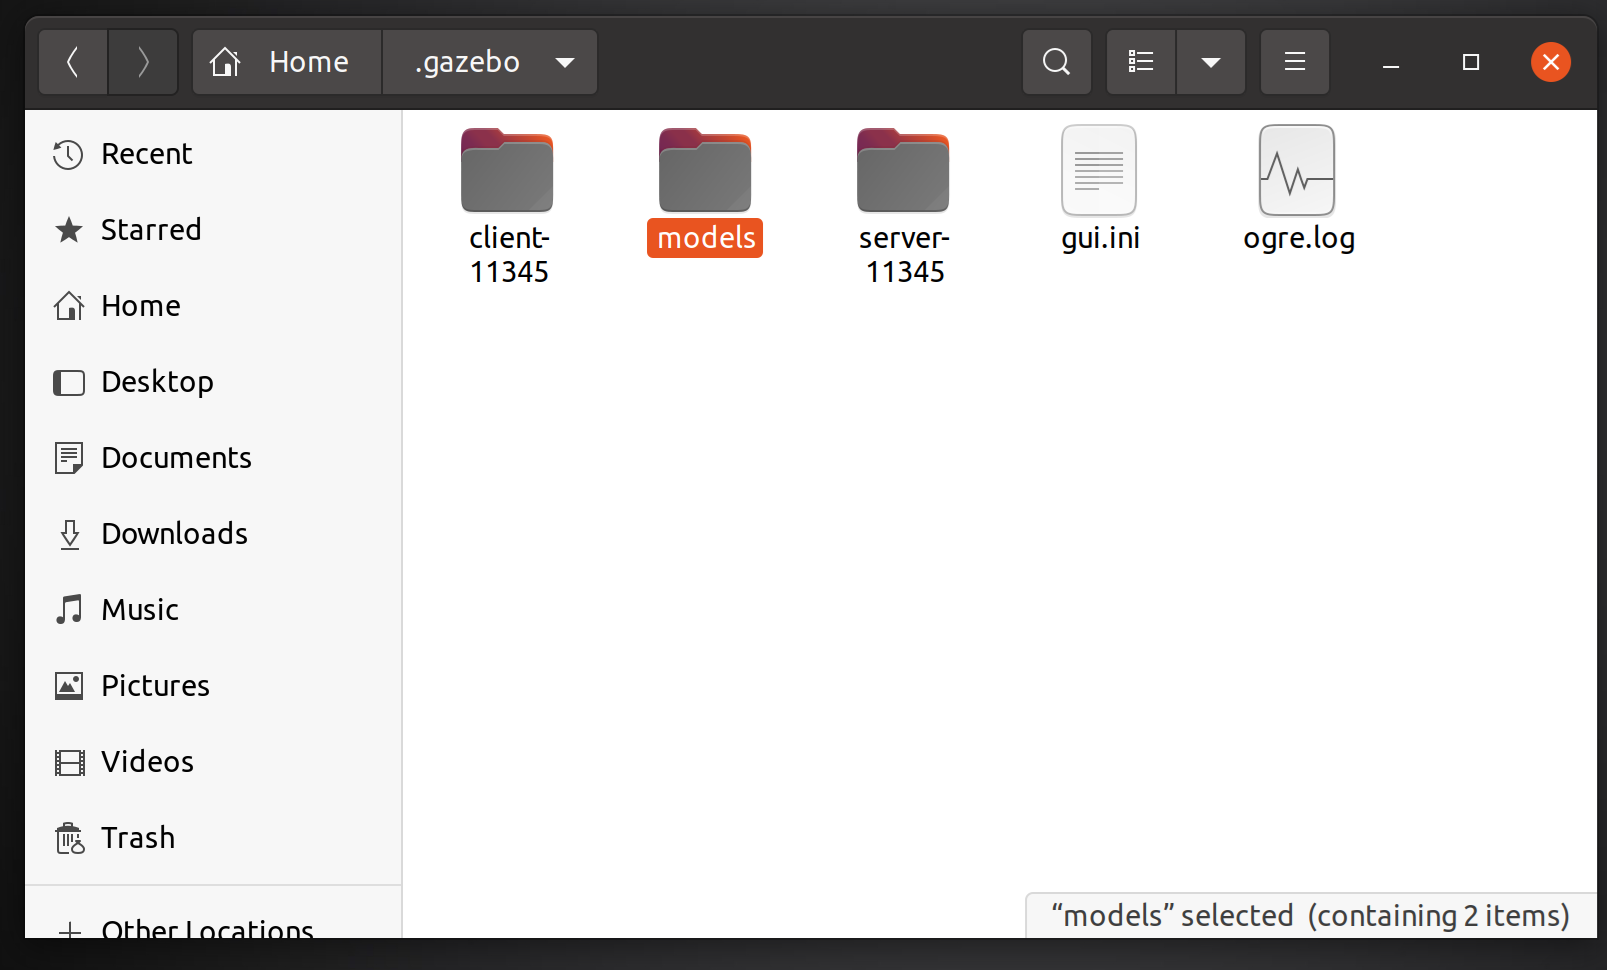 Home
.gazebo
Recent
Starred
Home
Desktop
Documents
Downloads
Music
Pictures
Videos
Trash
Other Locations
client-
11345
models
server-
11345
gui.ini
ogre.log
“models” selected (containing 2 items)